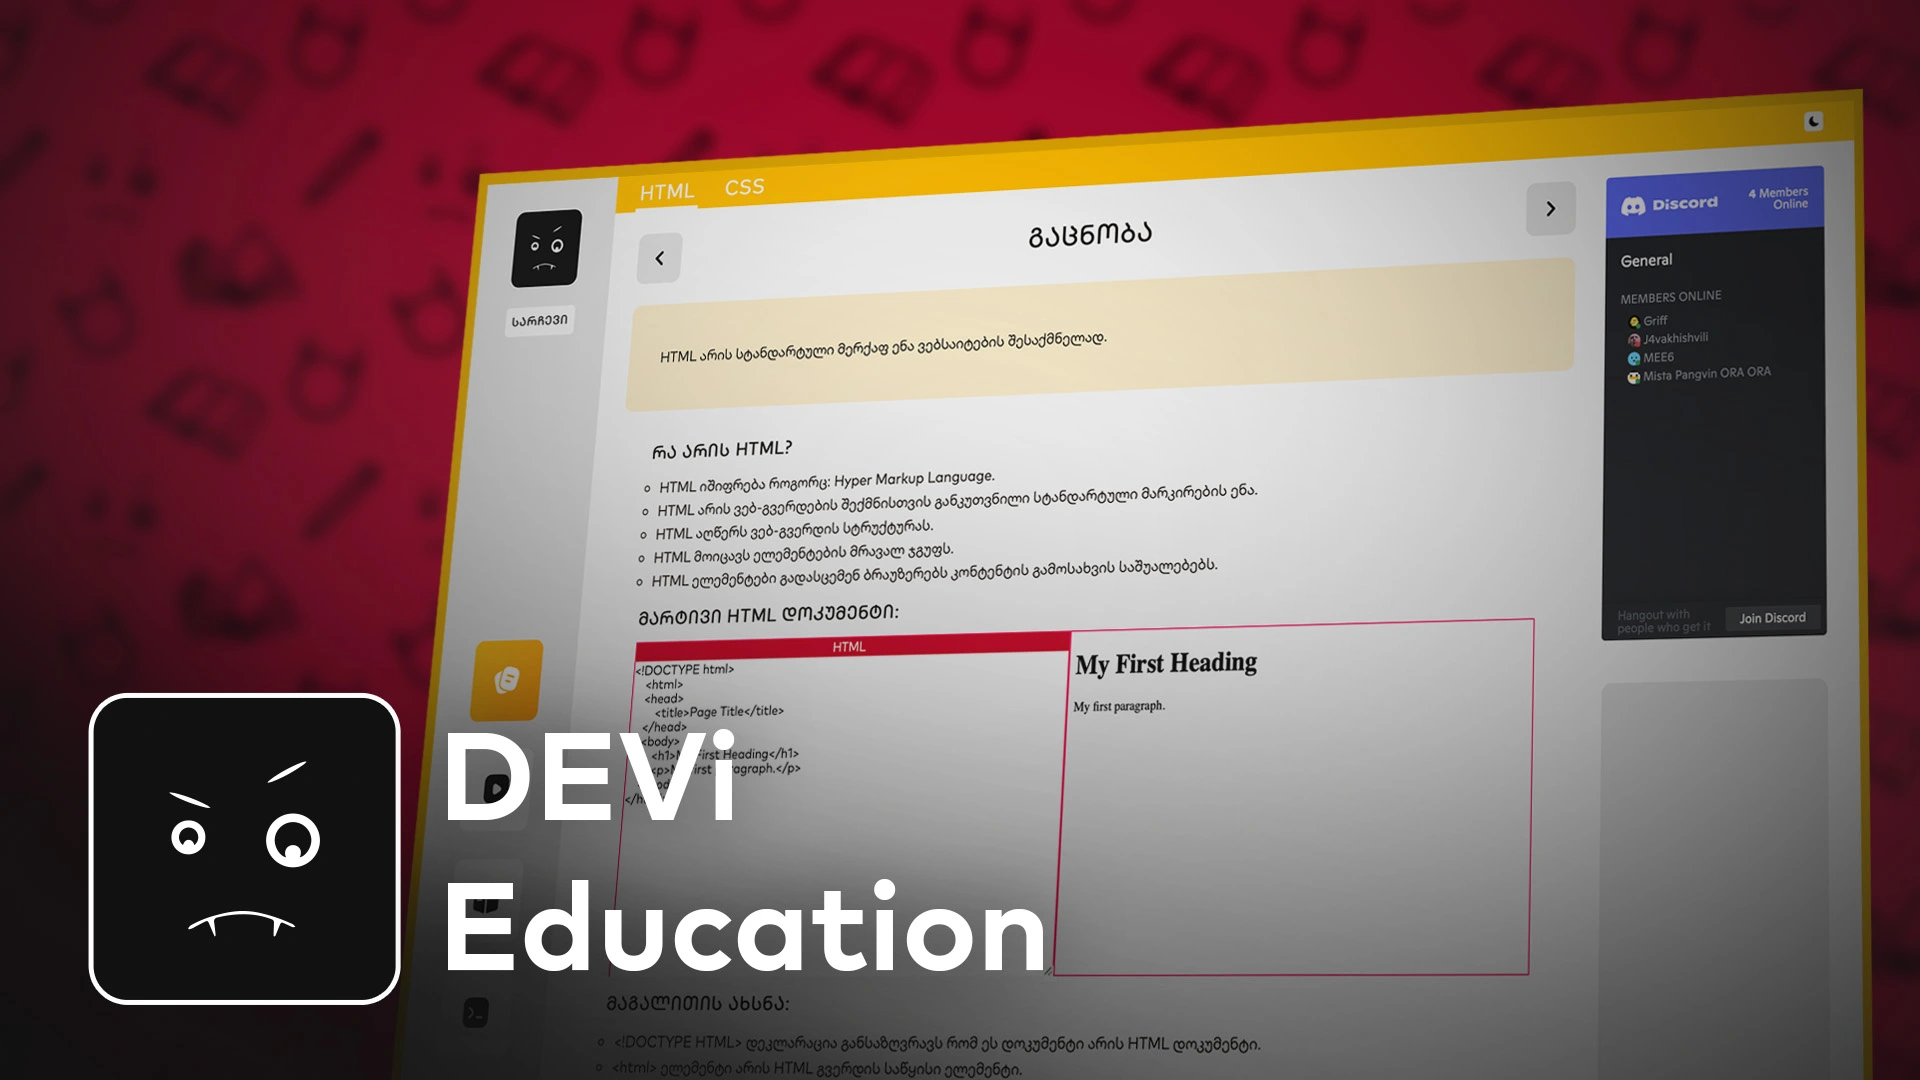 HTML CSS
გაცნობა
სარჩევი
HTML არის სტანდარტული მერქაფ ენა ვებსაიტების შესაქმნელად.
რა არის HTML?
HTML იშიფრება როგორც: Hyper Markup Language.
HTML არის ვებ-გვერდების შექმნისთვის განკუთვნილი სტანდარტული მარკირების ენა.
HTML აღწერს ვებ-გვერდის სტრუქტურას.
HTML მოიცავს ელემენტების მრავალ ჯგუფს.
HTML ელემენტები გადასცემენ ბრაუზერებს კონტენტის გამოსახვის საშუალებებს.
მარტივი HTML დოკუმენტი:
HTML
<!DOCTYPE html>
<html>
<head>
<title>Page Title</title>
</head>
<body>
First Heading</h1>
My First Heading
My first paragraph.
მაგალითის ახსნა:
<!DOCTYPE HTML> დეკლარაცია განსაზღვრავს რომ ეს დოკუმენტი არის HTML დოკუმენტი.
<html> ელემენტი არის HTML გვერდის საწყისი ელემენტი.
Discord
4 Members
Online
General
MEMBERS ONLINE
Griff
J4vakhishvili
MEE6
Mista Pangvin ORA ORA
Hangout with
people who get it
Join Discord
DEVi
Education